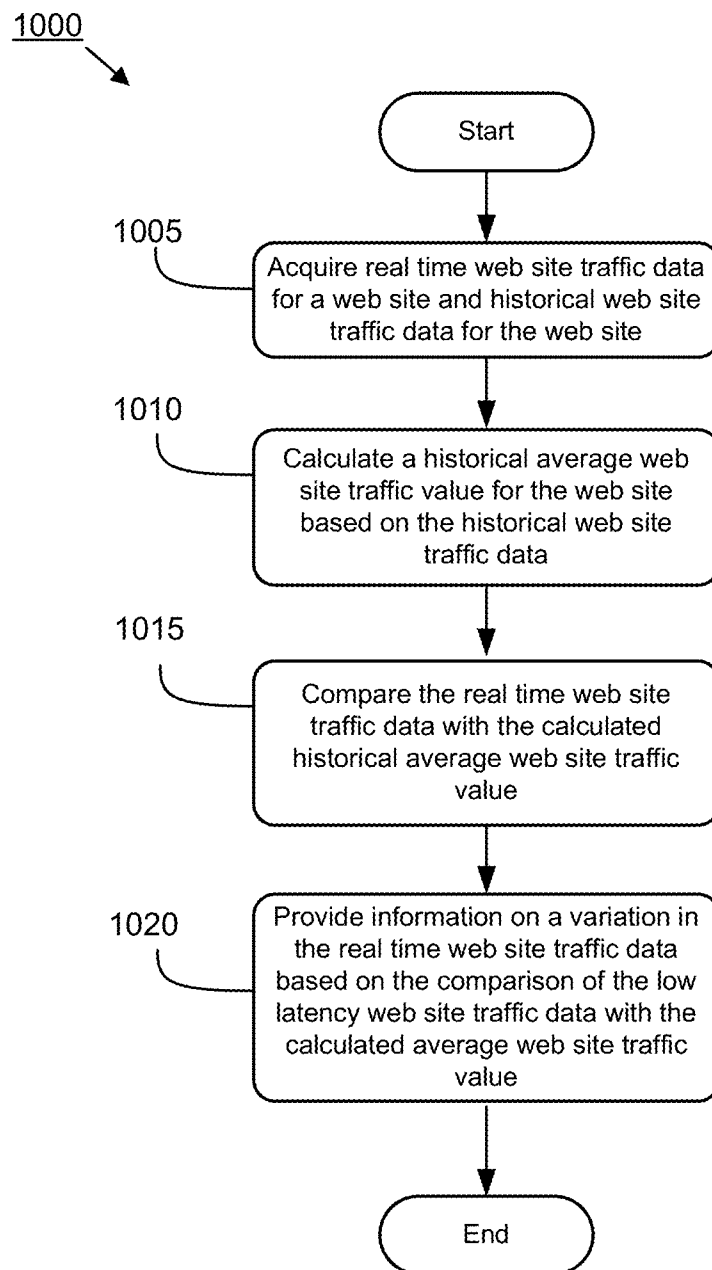 1000
Start
1005
Acquire real time web site traffic data
for a web site and historical web site
traffic data for the web site
1010
Calculate a historical average web
site traffic value for the web site
based on the historical web site
traffic data
1015
Compare the real time web site
traffic data with the calculated
historical average web site traffic
value
1020
Provide information on a variation in
the real time web site traffic data
based on the comparison of the low
latency web site traffic data with the
calculated average web site traffic
value
End